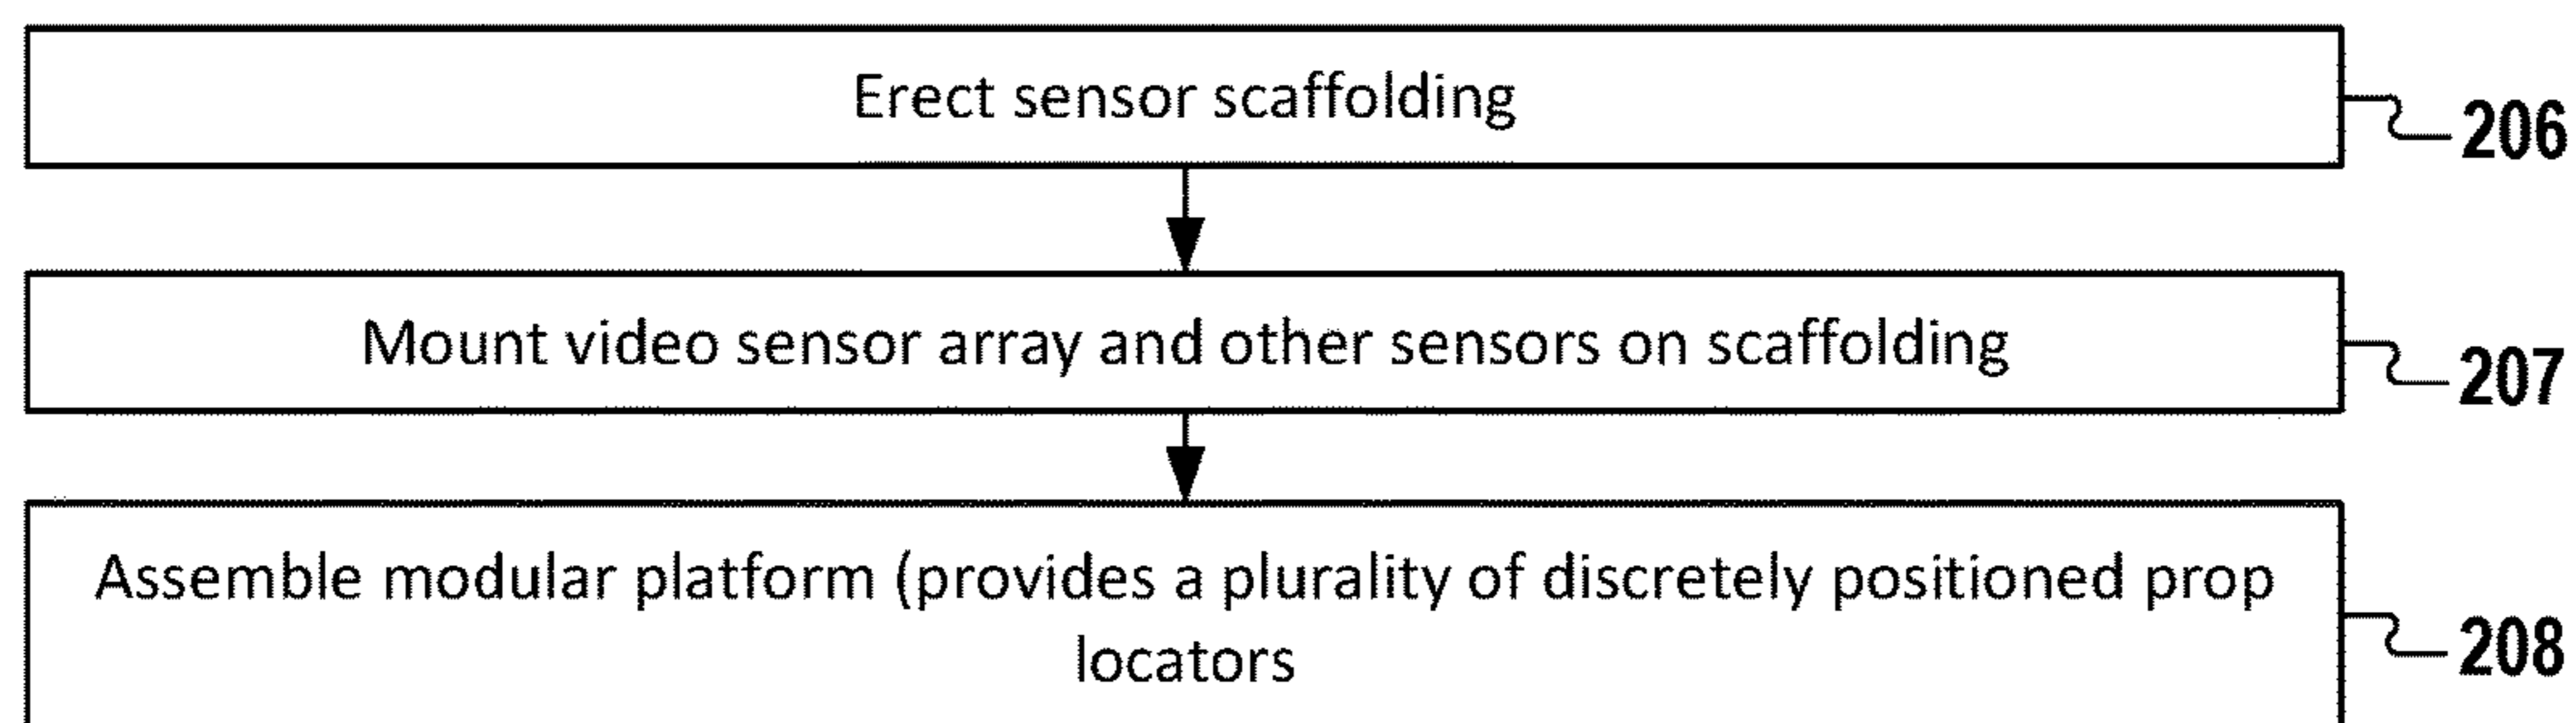 Erect sensor scaffolding
206
Mount video sensor array and other sensors on scaffolding
207
Assemble modular platform (provides a plurality of discretely positioned prop
locators
208